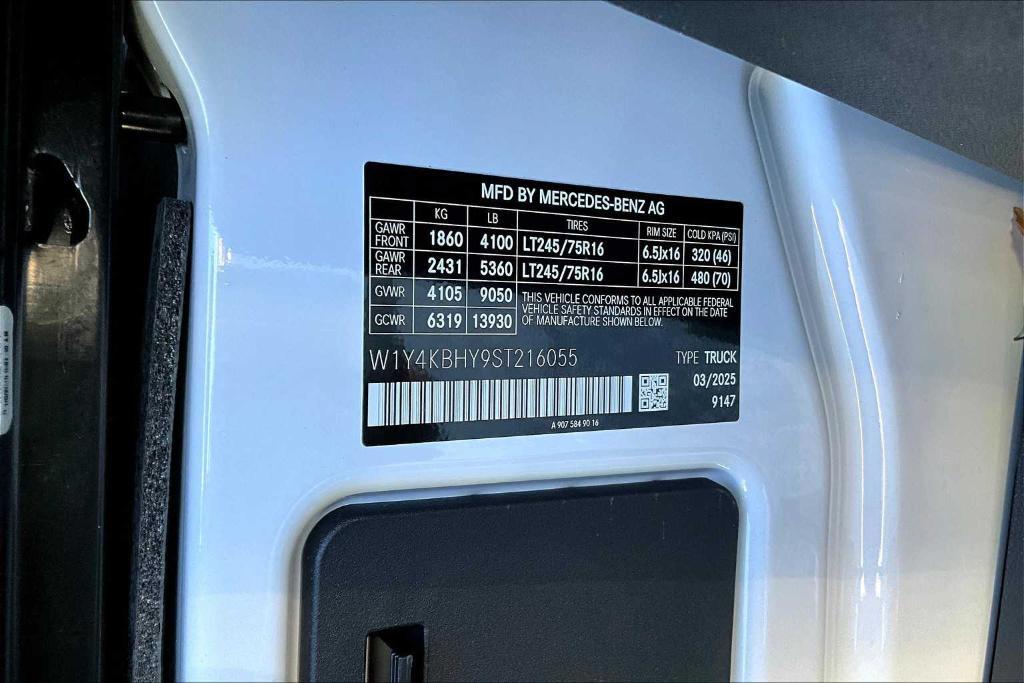 MFD BY MERCEDES-BENZ AG
KG LB TIRES RIM SIZE COLD KPA (PSI)
GAWR FRONT 1860 4100 LT245/75R16 6.5Jx16 320 (46)
GAWR REAR 2431 5360 LT245/75R16 6.5Jx16 480 (70)
GVWR 4105 9050
GCWR 6319 13930
THIS VEHICLE CONFORMS TO ALL APPLICABLE FEDERAL
VEHICLE SAFETY STANDARDS IN EFFECT ON THE DATE
OF MANUFACTURE SHOWN BELOW.
W1Y4KBHY9ST216055
TYPE TRUCK
03/2025
9147
A 907 584 90 16